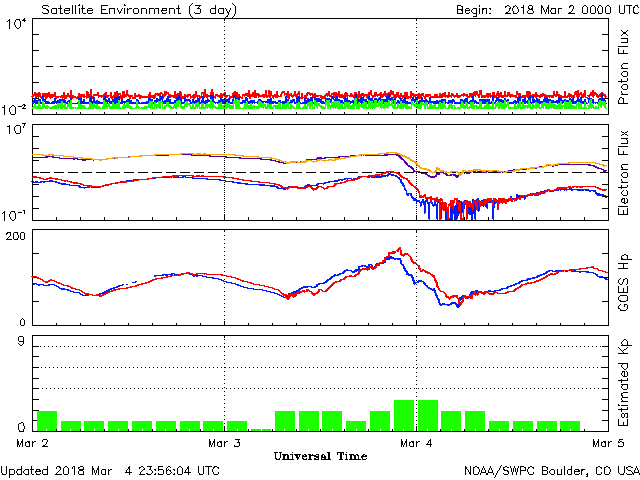 Satellite Environment (3 day)
Begin: 2018 Mar 2 0000 UTC
10^4
10^-2
Proton Flux
10^7
10^-1
Electron Flux
200
0
GOES Hp
9
0
Estimated Kp
Mar 2
Mar 3
Mar 4
Mar 5
Universal Time
Updated 2018 Mar 4 23:56:04 UTC
NOAA/SWPC Boulder, CO USA